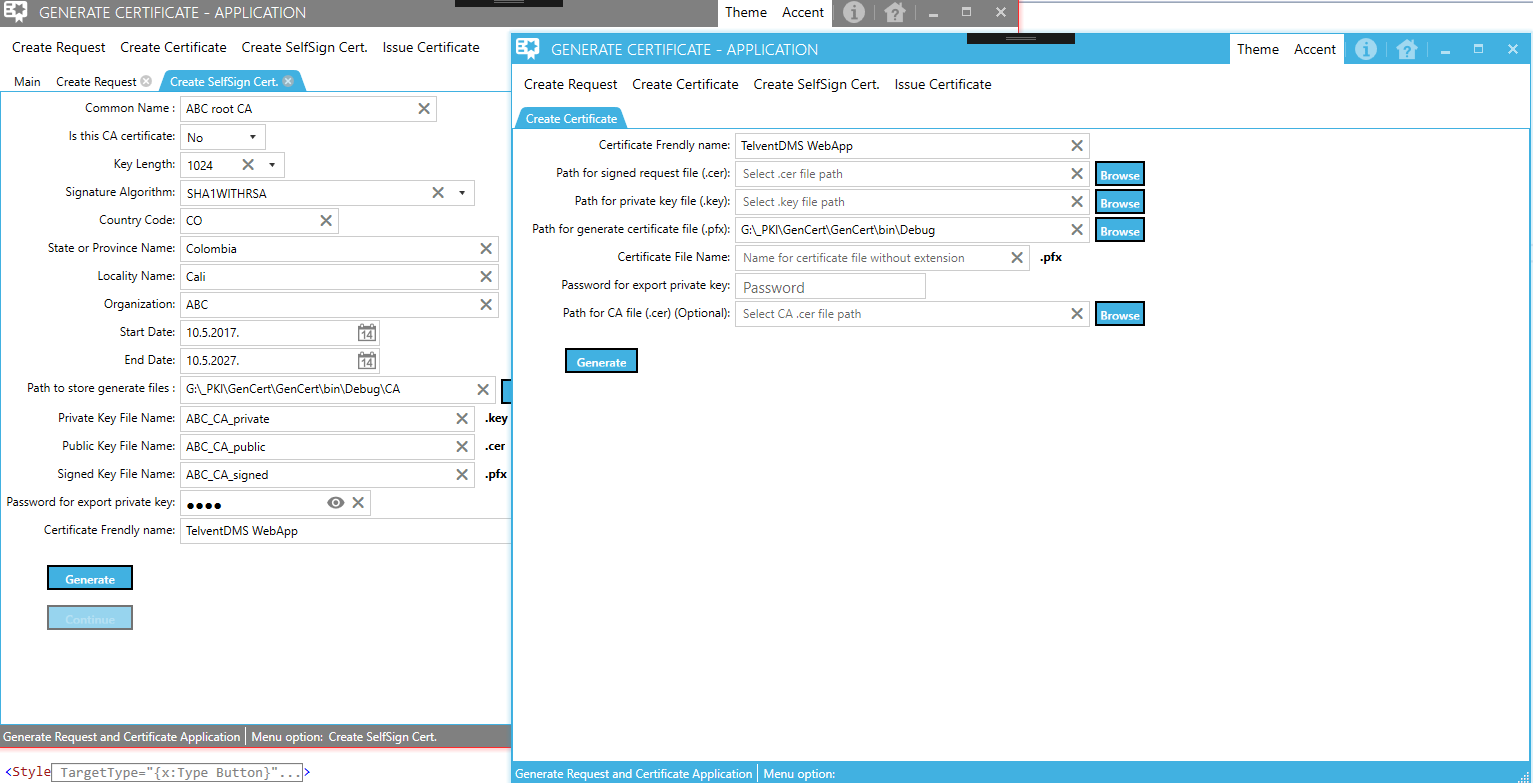 GENERATE CERTIFICATE - APPLICATION
Theme Accent
Create Request Create Certificate Create SelfSign Cert. Issue Certificate
Main Create Request Create SelfSign Cert.
Common Name : ABC root CA
Is this CA certificate: No
Key Length: 1024
Signature Algorithm: SHA1WITHRSA
Country Code: CO
State or Province Name: Colombia
Locality Name: Cali
Organization: ABC
Start Date: 10.5.2017. 14
End Date: 10.5.2027. 14
Path to store generate files : G:\_PKI\GenCert\GenCert\bin\Debug\CA
Private Key File Name: ABC_CA_private .key
Public Key File Name: ABC_CA_public .cer
Signed Key File Name: ABC_CA_signed .pfx
Password for export private key: ●●●●
Certificate Frendly name: TelventDMS WebApp
Generate
Continue
Generate Request and Certificate Application Menu option: Create SelfSign Cert.
<Style TargetType="{x:Type Button}"...>
GENERATE CERTIFICATE - APPLICATION
Theme Accent
Create Request Create Certificate Create SelfSign Cert. Issue Certificate
Create Certificate
Certificate Frendly name: TelventDMS WebApp
Path for signed request file (.cer): Select .cer file path Browse
Path for private key file (.key): Select .key file path Browse
Path for generate certificate file (.pfx): G:\_PKI\GenCert\GenCert\bin\Debug Browse
Certificate File Name: Name for certificate file without extension .pfx
Password for export private key: Password
Path for CA file (.cer) (Optional): Select CA .cer file path Browse
Generate
Generate Request and Certificate Application Menu option: